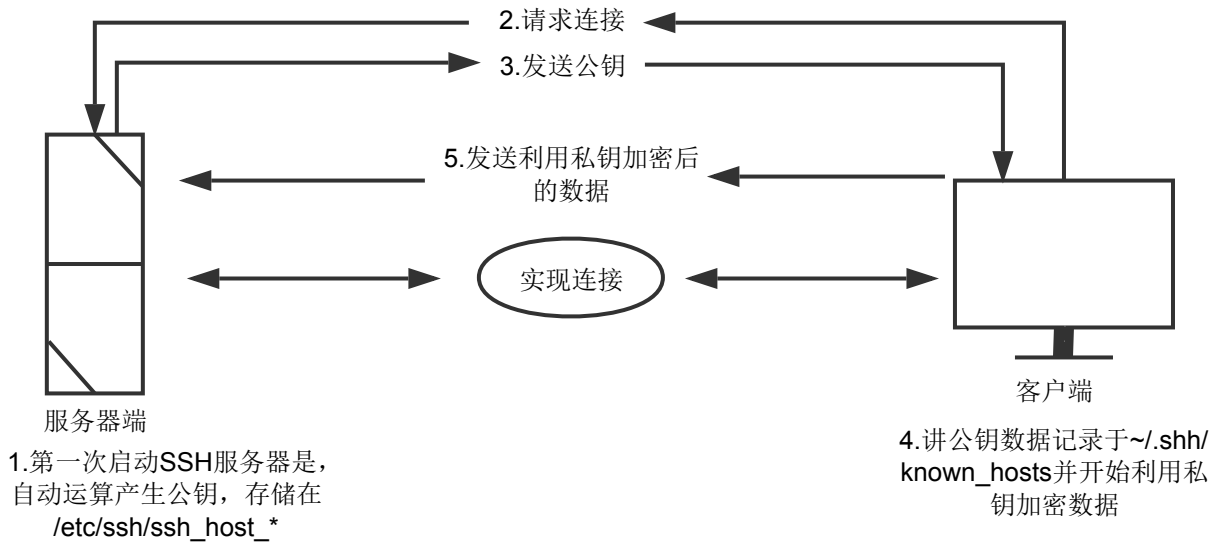 2.请求连接
3.发送公钥
5.发送利用私钥加密后
的数据
实现连接
服务器端
1.第一次启动SSH服务器是，
自动运算产生公钥，存储在
/etc/ssh/ssh_host_*
客户端
4.讲公钥数据记录于~/.shh/
known_hosts并开始利用私
钥加密数据